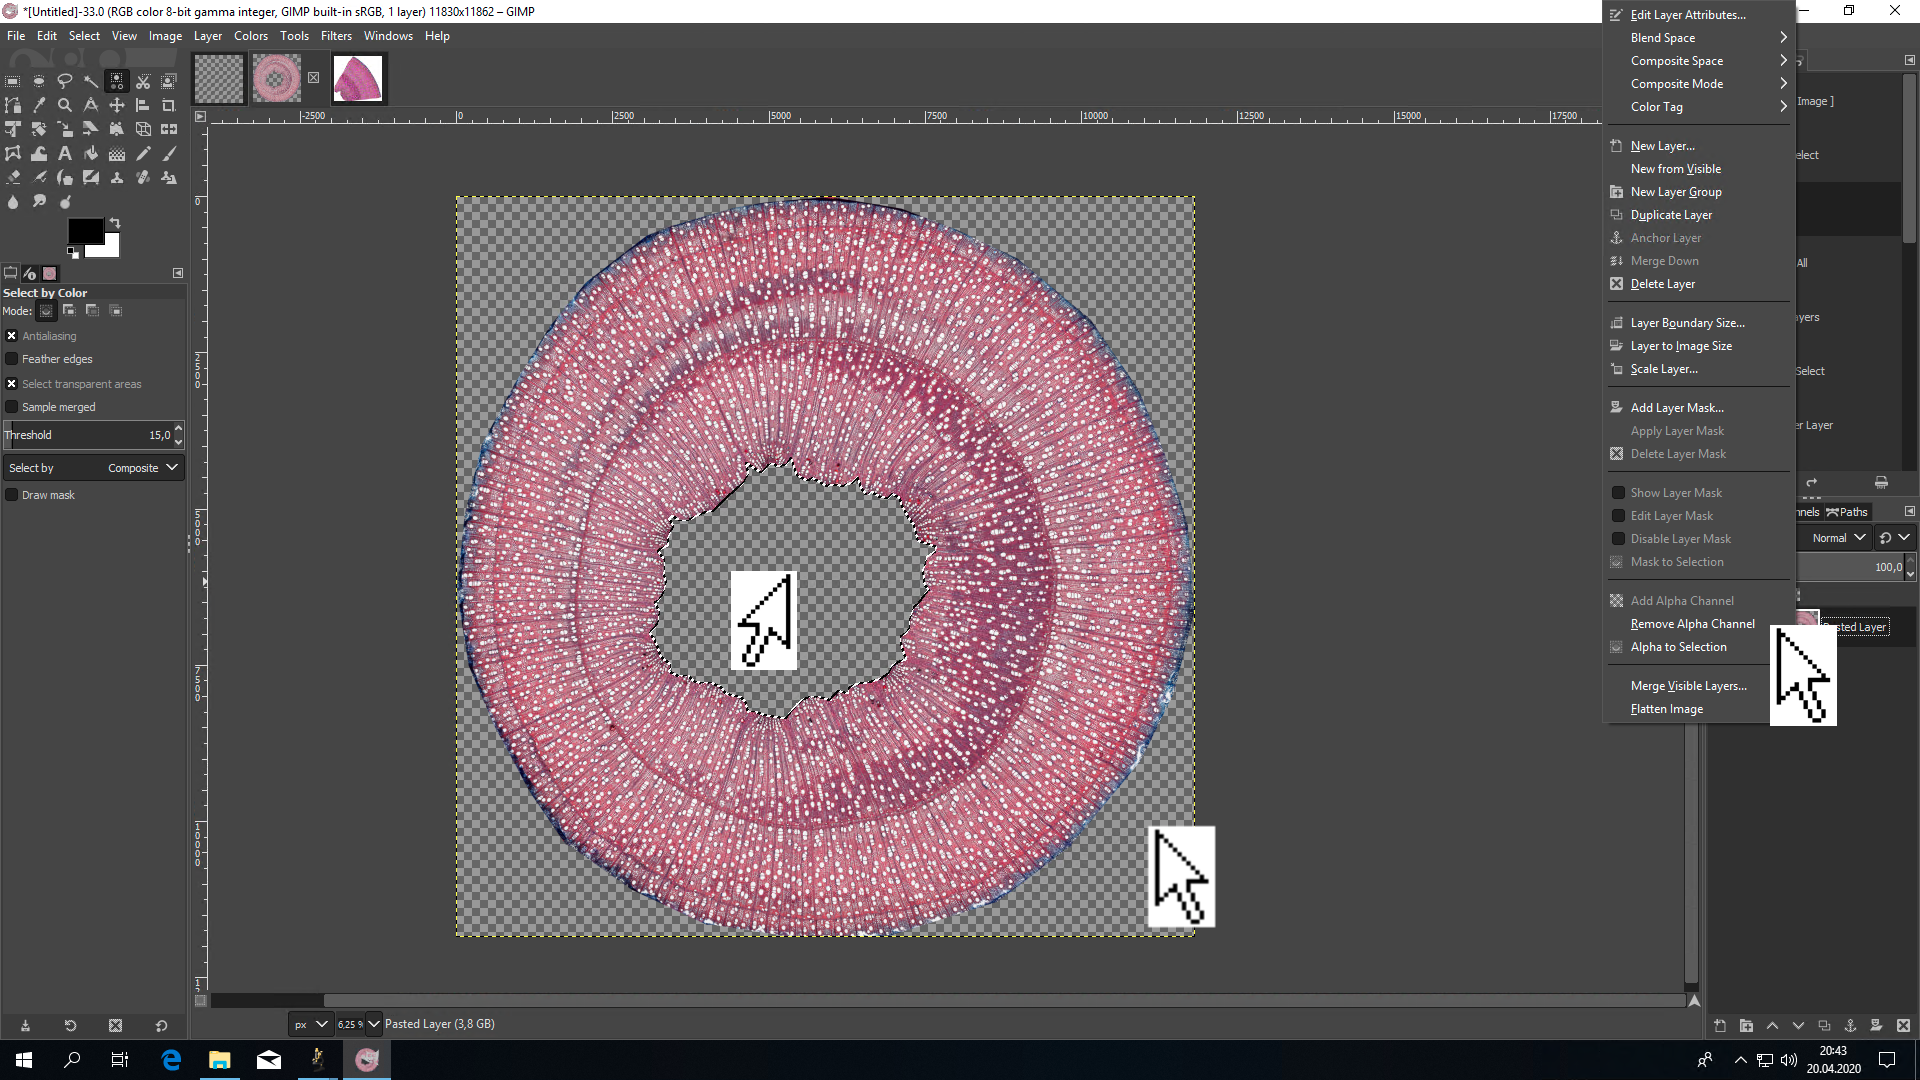 *[Untitled]-33.0 (RGB color 8-bit gamma integer, GIMP built-in sRGB, 1 layer) 11830x11862 – GIMP
File Edit Select View Image Layer Colors Tools Filters Windows Help
-2500 0 2500 5000 7500 10000 12500 15000 17500
0
2500
5000
7500
10000
Select by Color
Mode:
Antialiasing
Feather edges
Select transparent areas
Sample merged
Threshold 15,0
Select by Composite
Draw mask
Edit Layer Attributes...
Blend Space
Composite Space
Composite Mode
Color Tag
New Layer...
New from Visible
New Layer Group
Duplicate Layer
Anchor Layer
Merge Down
Delete Layer
Layer Boundary Size...
Layer to Image Size
Scale Layer...
Add Layer Mask...
Apply Layer Mask
Delete Layer Mask
Show Layer Mask
Edit Layer Mask
Disable Layer Mask
Mask to Selection
Add Alpha Channel
Remove Alpha Channel
Alpha to Selection
Merge Visible Layers...
Flatten Image
Image ]
elect
All
ayers
Select
er Layer
nnels Paths
Normal
100,0
sted Layer
px 6,25 % Pasted Layer (3,8 GB)
20:43
20.04.2020